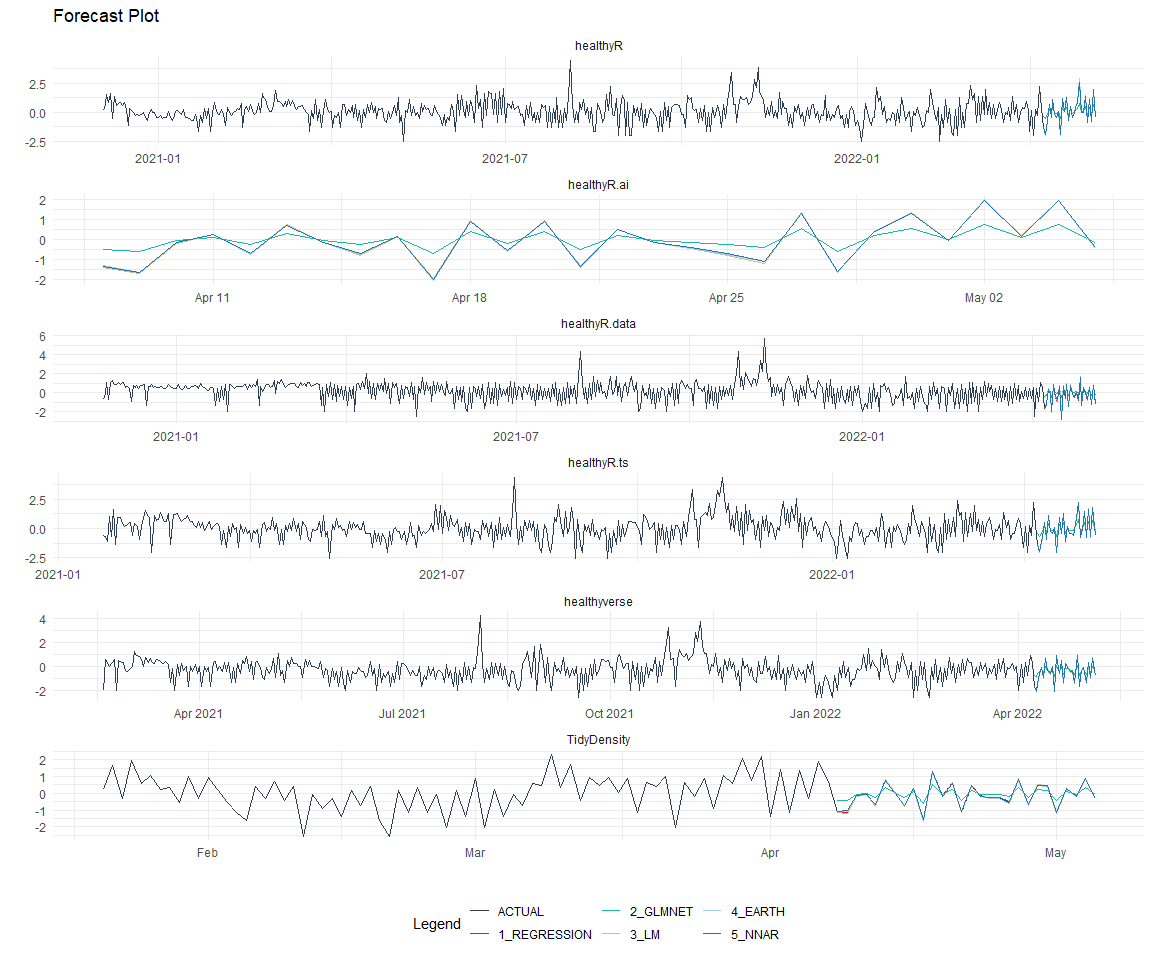 Forecast Plot
healthyR
2.5
0.0
-2.5
2021-01 2021-07 2022-01
healthyR.ai
2
1
0
-1
-2
Apr 11 Apr 18 Apr 25 May 02
healthyR.data
6
4
2
0
-2
2021-01 2021-07 2022-01
healthyR.ts
2.5
0.0
-2.5
2021-01 2021-07 2022-01
healthyverse
4
2
0
-2
Apr 2021 Jul 2021 Oct 2021 Jan 2022 Apr 2022
TidyDensity
2
1
0
-1
-2
Feb Mar Apr May
Legend
ACTUAL 2_GLMNET 4_EARTH
1_REGRESSION 3_LM 5_NNAR